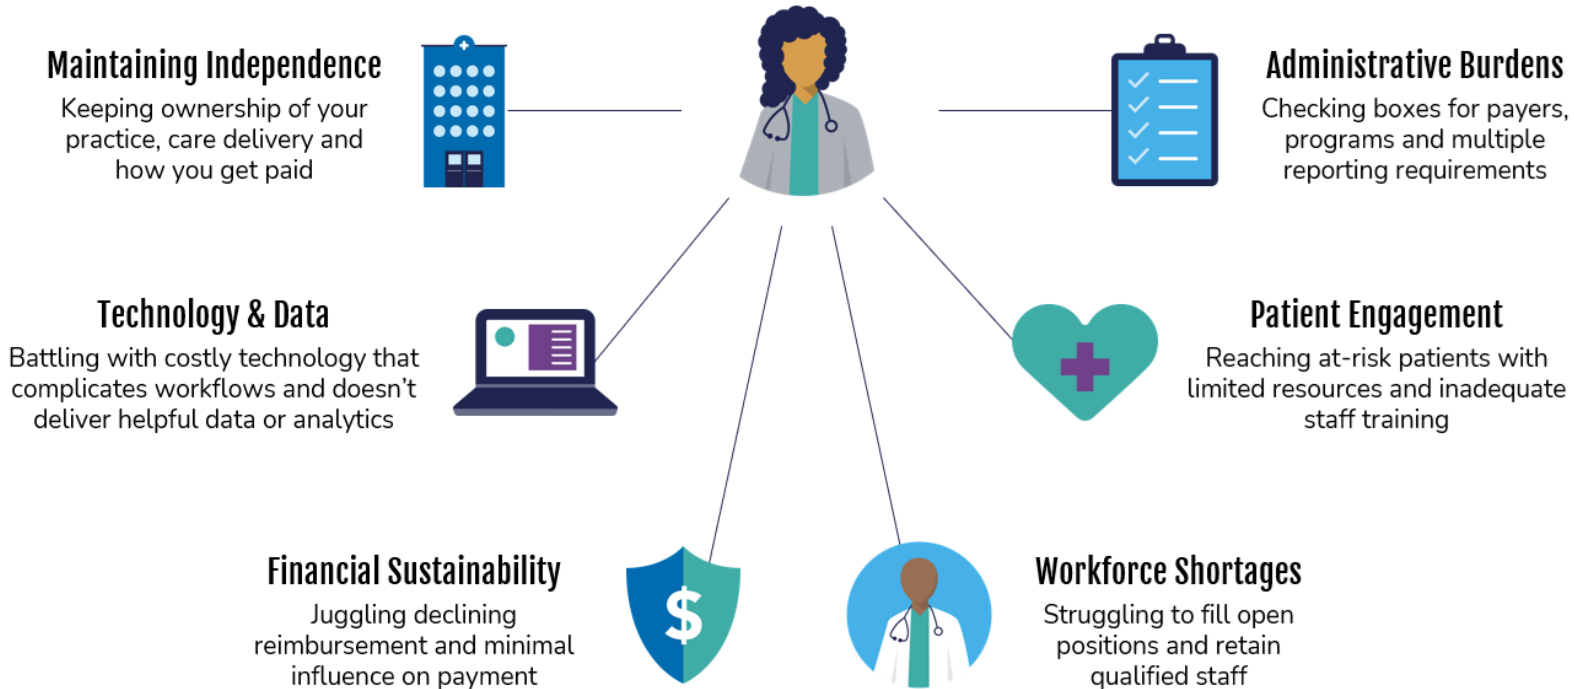 Maintaining Independence
Keeping ownership of your
practice, care delivery and
how you get paid
Administrative Burdens
Checking boxes for payers,
programs and multiple
reporting requirements
Technology & Data
Battling with costly technology that
complicates workflows and doesn’t
deliver helpful data or analytics
Patient Engagement
Reaching at-risk patients with
limited resources and inadequate
staff training
Financial Sustainability
Juggling declining
reimbursement and minimal
influence on payment
$
Workforce Shortages
Struggling to fill open
positions and retain
qualified staff